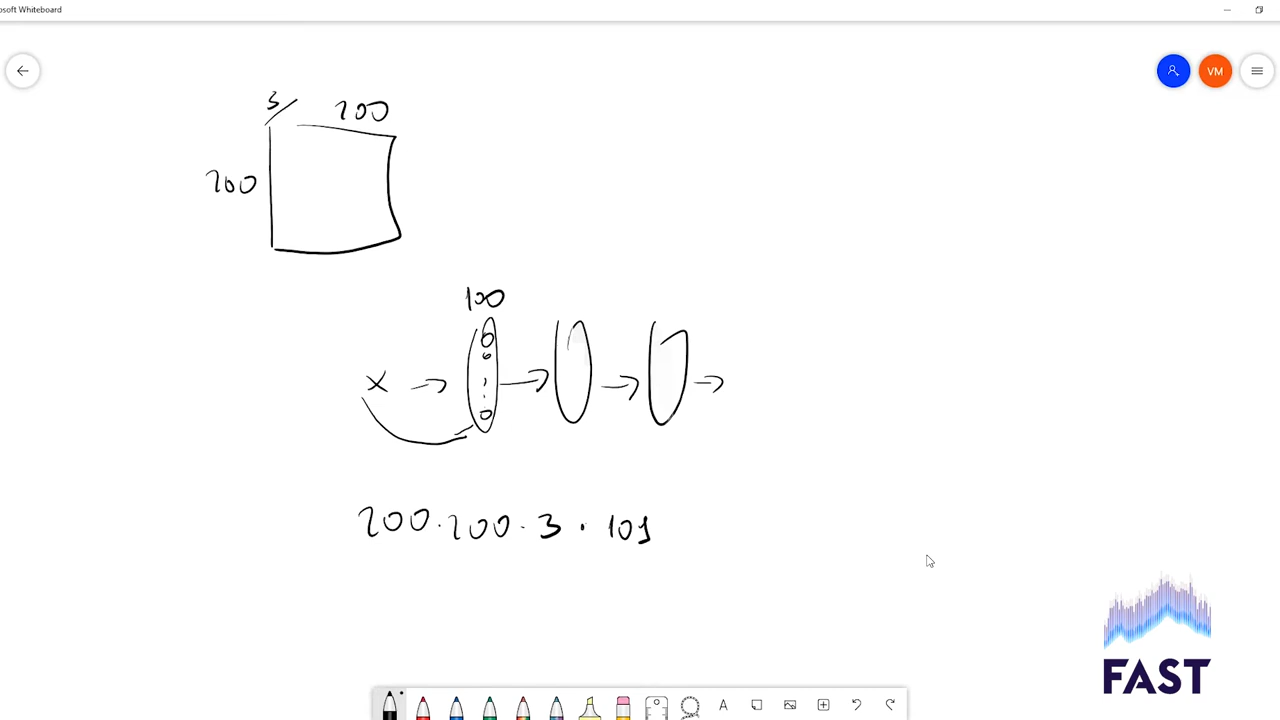 osoft Whiteboard
VM
3 200
200
100
x → → → →
200 · 200 · 3 · 101
A
FAST